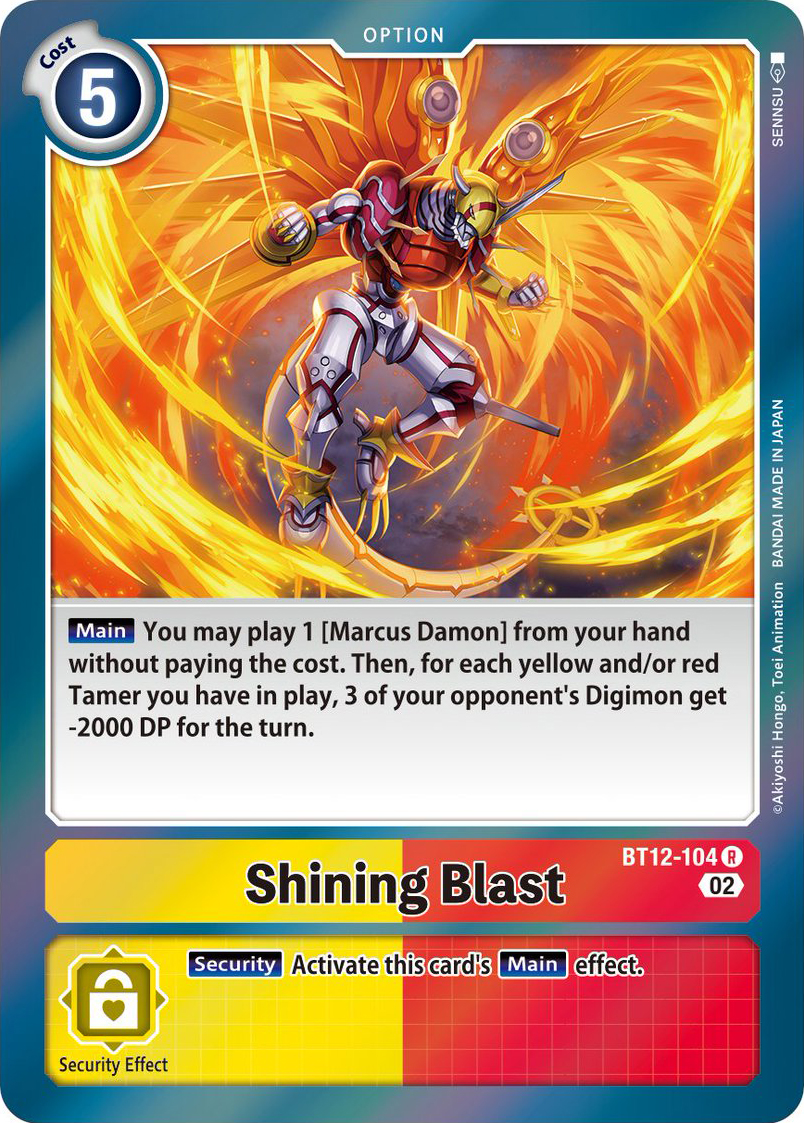 OPTION
Cost
5
SENNSU
Main You may play 1 [Marcus Damon] from your hand
without paying the cost. Then, for each yellow and/or red
Tamer you have in play, 3 of your opponent's Digimon get
-2000 DP for the turn.
©Akiyoshi Hongo, Toei Animation BANDAI MADE IN JAPAN
BT12-104 R
Shining Blast
02
Security Activate this card's Main effect.
Security Effect